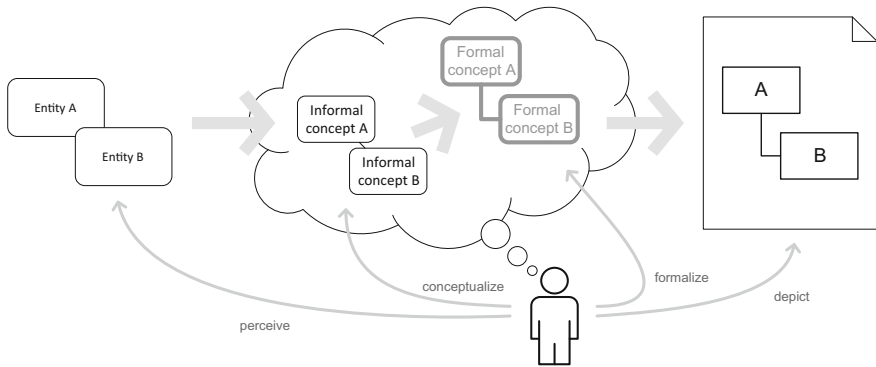 Entity A
Entity B
Informal
concept A
Informal
concept B
Formal
concept A
Formal
concept B
A
B
perceive
conceptualize
formalize
depict